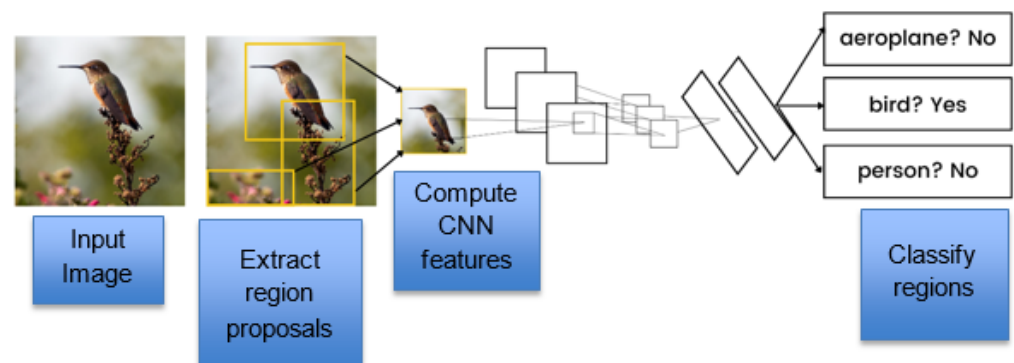 aeroplane? No
bird? Yes
person? No
Input
Image
Extract
region
proposals
Compute
CNN
features
Classify
regions